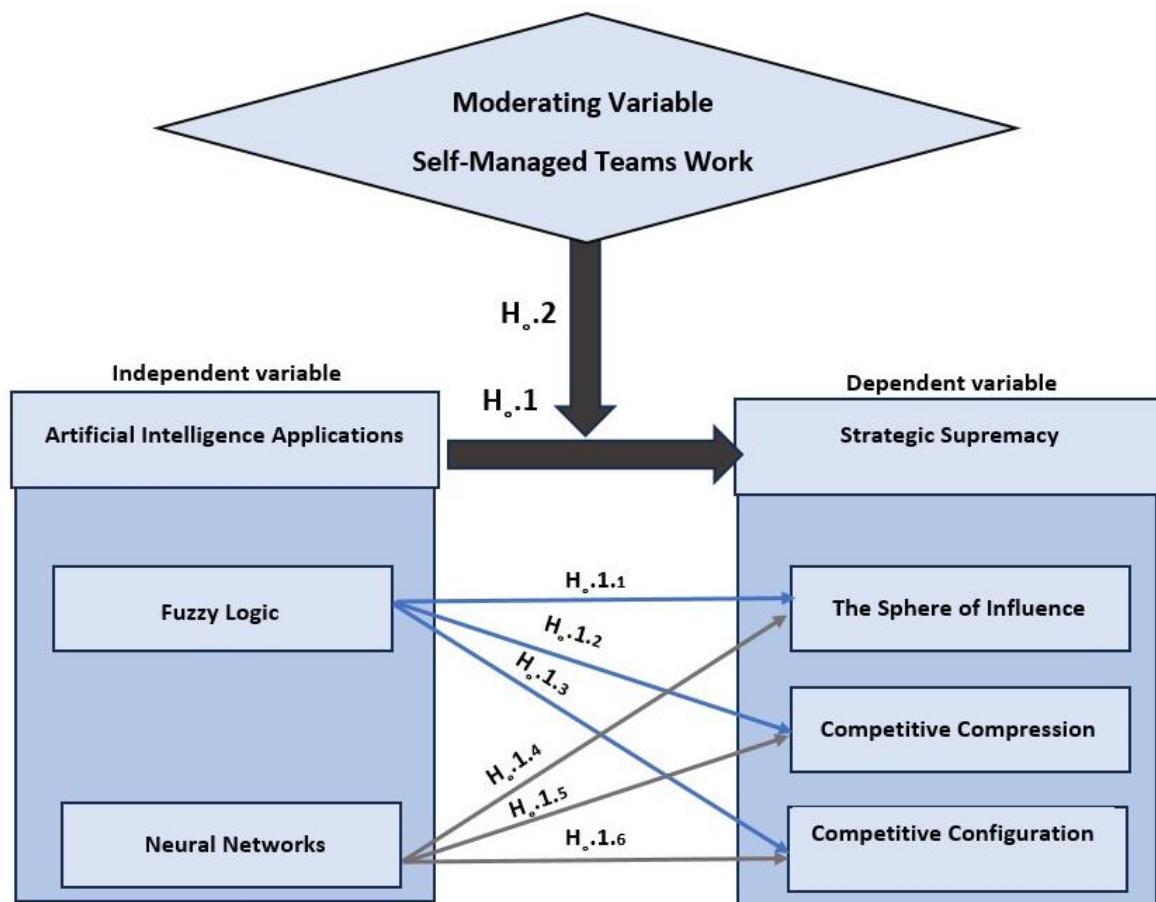 Moderating Variable
Self-Managed Teams Work
H₀.2
Independent variable
H₀.1
Dependent variable
Artificial Intelligence Applications
Strategic Supremacy
Fuzzy Logic
H₀.1.1
The Sphere of Influence
H₀.1.2
H₀.1.3
Competitive Compression
H₀.1.4
H₀.1.5
Neural Networks
H₀.1.6
Competitive Configuration